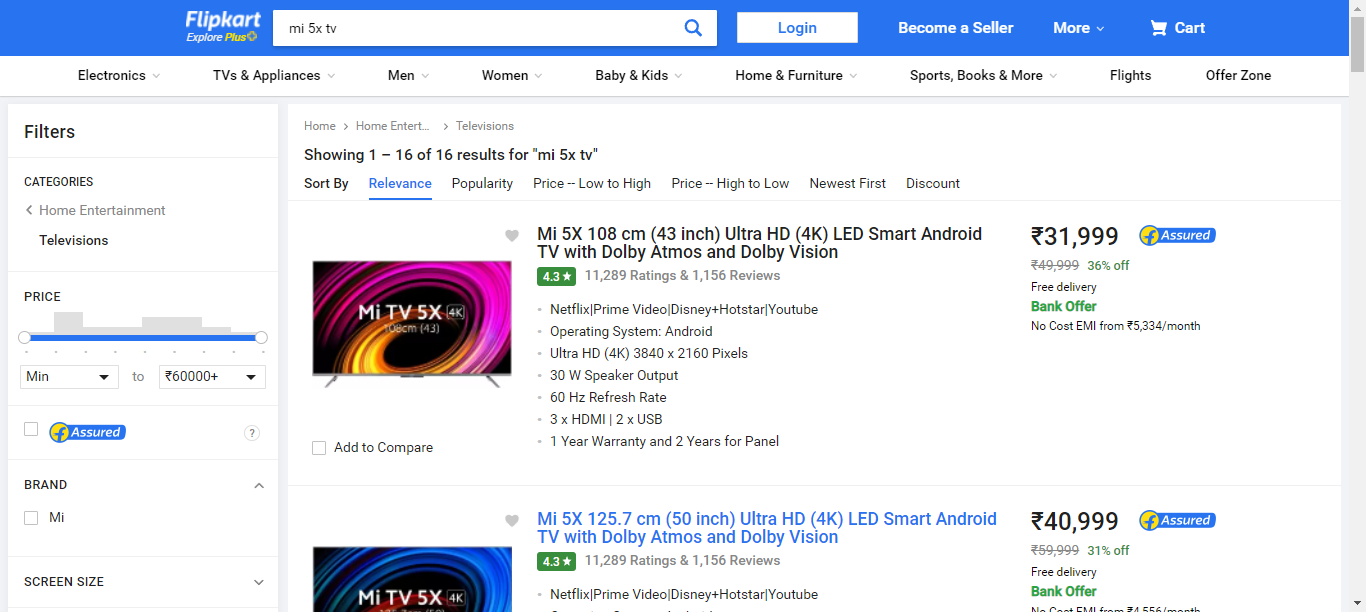 Flipkart
Explore Plus
mi 5x tv
Login
Become a Seller
More
Cart
Electronics
TVs & Appliances
Men
Women
Baby & Kids
Home & Furniture
Sports, Books & More
Flights
Offer Zone
Filters
CATEGORIES
Home Entertainment
Televisions
PRICE
Min
to
₹60000+
Assured
?
BRAND
Mi
SCREEN SIZE
Home
Home Entert...
Televisions
Showing 1 – 16 of 16 results for "mi 5x tv"
Sort By
Relevance
Popularity
Price -- Low to High
Price -- High to Low
Newest First
Discount
Mi TV 5X 4K
108cm (43)
Add to Compare
Mi 5X 108 cm (43 inch) Ultra HD (4K) LED Smart Android
TV with Dolby Atmos and Dolby Vision
4.3★ 11,289 Ratings & 1,156 Reviews
Netflix|Prime Video|Disney+Hotstar|Youtube
Operating System: Android
Ultra HD (4K) 3840 x 2160 Pixels
30 W Speaker Output
60 Hz Refresh Rate
3 x HDMI | 2 x USB
1 Year Warranty and 2 Years for Panel
₹31,999
Assured
₹49,999 36% off
Free delivery
Bank Offer
No Cost EMI from ₹5,334/month
Mi TV 5X 4K
Mi 5X 125.7 cm (50 inch) Ultra HD (4K) LED Smart Android
TV with Dolby Atmos and Dolby Vision
4.3★ 11,289 Ratings & 1,156 Reviews
Netflix|Prime Video|Disney+Hotstar|Youtube
₹40,999
Assured
₹59,999 31% off
Free delivery
Bank Offer
No Cost EMI from ₹4,556/month